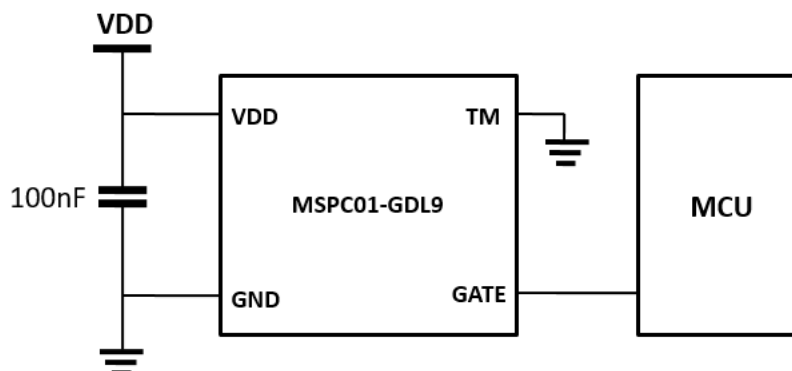 VDD
VDD
TM
100nF
MSPC01-GDL9
MCU
GND
GATE